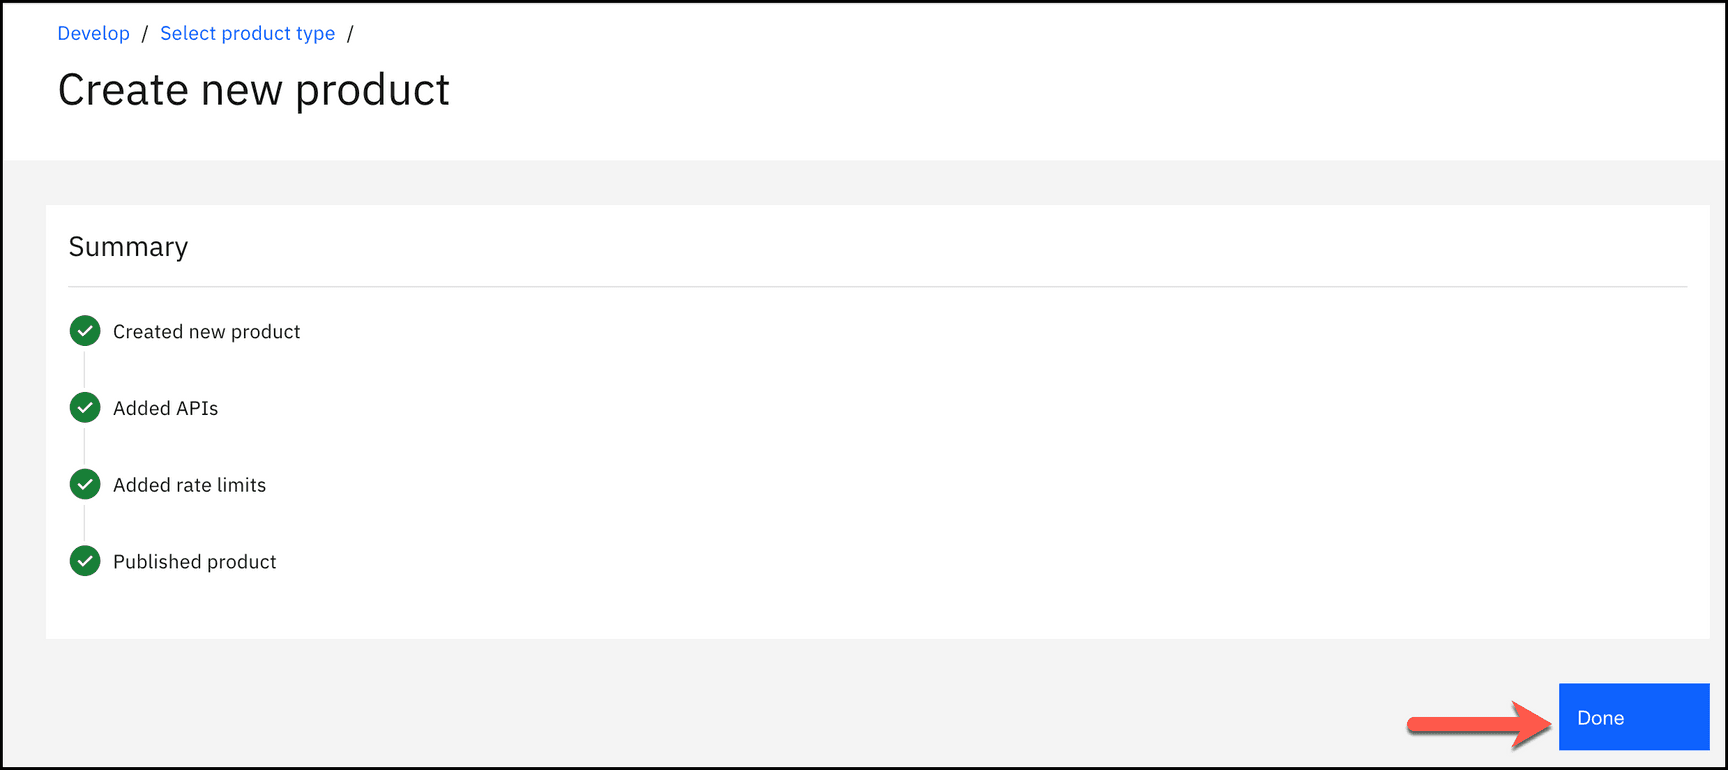 Develop / Select product type /
Create new product
Summary
Created new product
Added APIs
Added rate limits
Published product
Done